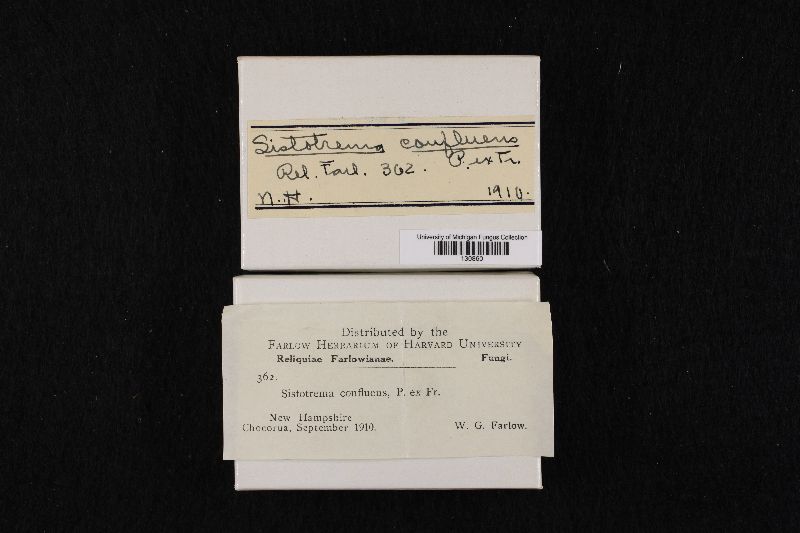 Sistotrema confluens
Rel. Farl. 362. P. ex Fr.
N.H. 1910.
University of Michigan Fungus Collection
130860
Distributed by the
FARLOW HERBARIUM OF HARVARD UNIVERSITY
Reliquiae Farlowianae. Fungi.
362.
Sistotrema confluens, P. ex Fr.
New Hampshire
Chocorua, September 1910. W. G. Farlow.